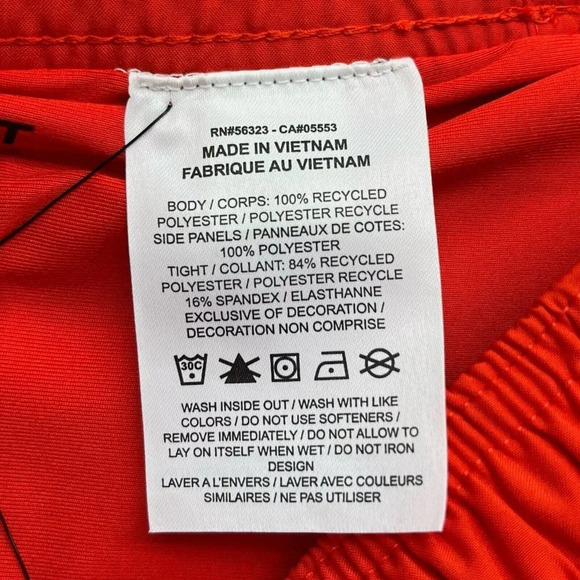 T
RN#56323 - CA#05553
MADE IN VIETNAM
FABRIQUE AU VIETNAM
BODY / CORPS: 100% RECYCLED
POLYESTER / POLYESTER RECYCLE
SIDE PANELS / PANNEAUX DE COTES:
100% POLYESTER
TIGHT / COLLANT: 84% RECYCLED
POLYESTER / POLYESTER RECYCLE
16% SPANDEX / ELASTHANNE
EXCLUSIVE OF DECORATION /
DECORATION NON COMPRISE
30C
WASH INSIDE OUT / WASH WITH LIKE
COLORS / DO NOT USE SOFTENERS /
REMOVE IMMEDIATELY / DO NOT ALLOW TO
LAY ON ITSELF WHEN WET / DO NOT IRON
DESIGN
LAVER A L'ENVERS / LAVER AVEC COULEURS
SIMILAIRES / NE PAS UTILISER